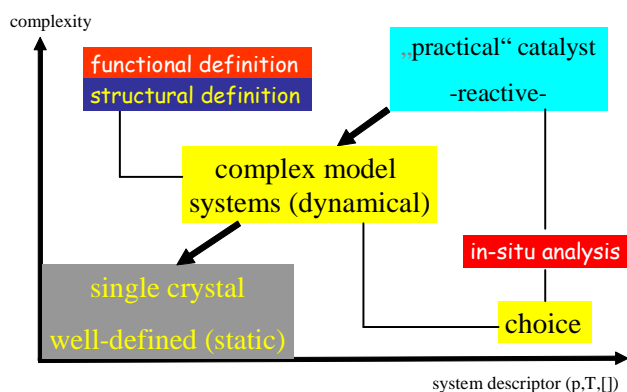 complexity
functional definition
structural definition
„practical“ catalyst
-reactive-
complex model
systems (dynamical)
in-situ analysis
single crystal
well-defined (static)
choice
system descriptor (p,T,[])